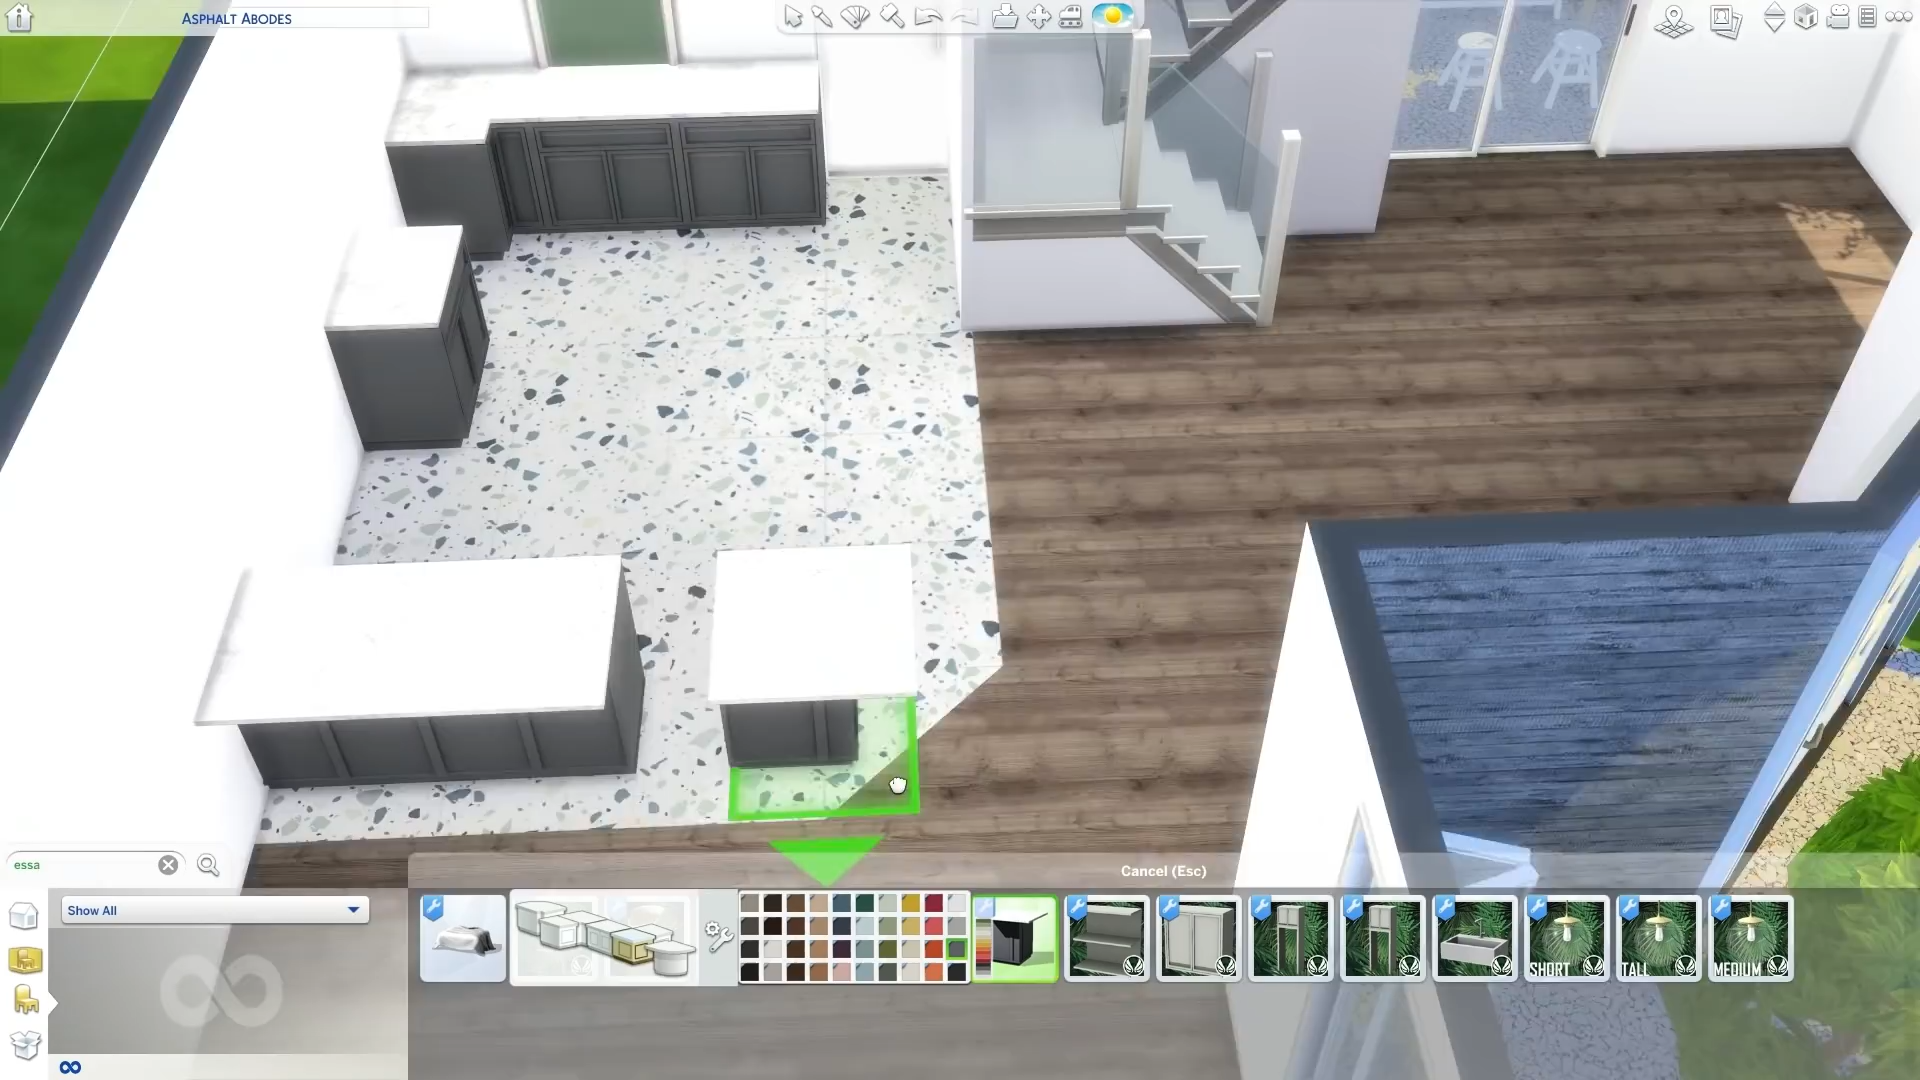 Asphalt Abodes
essa
Cancel (Esc)
Show All
SHORT
TALL
MEDIUM